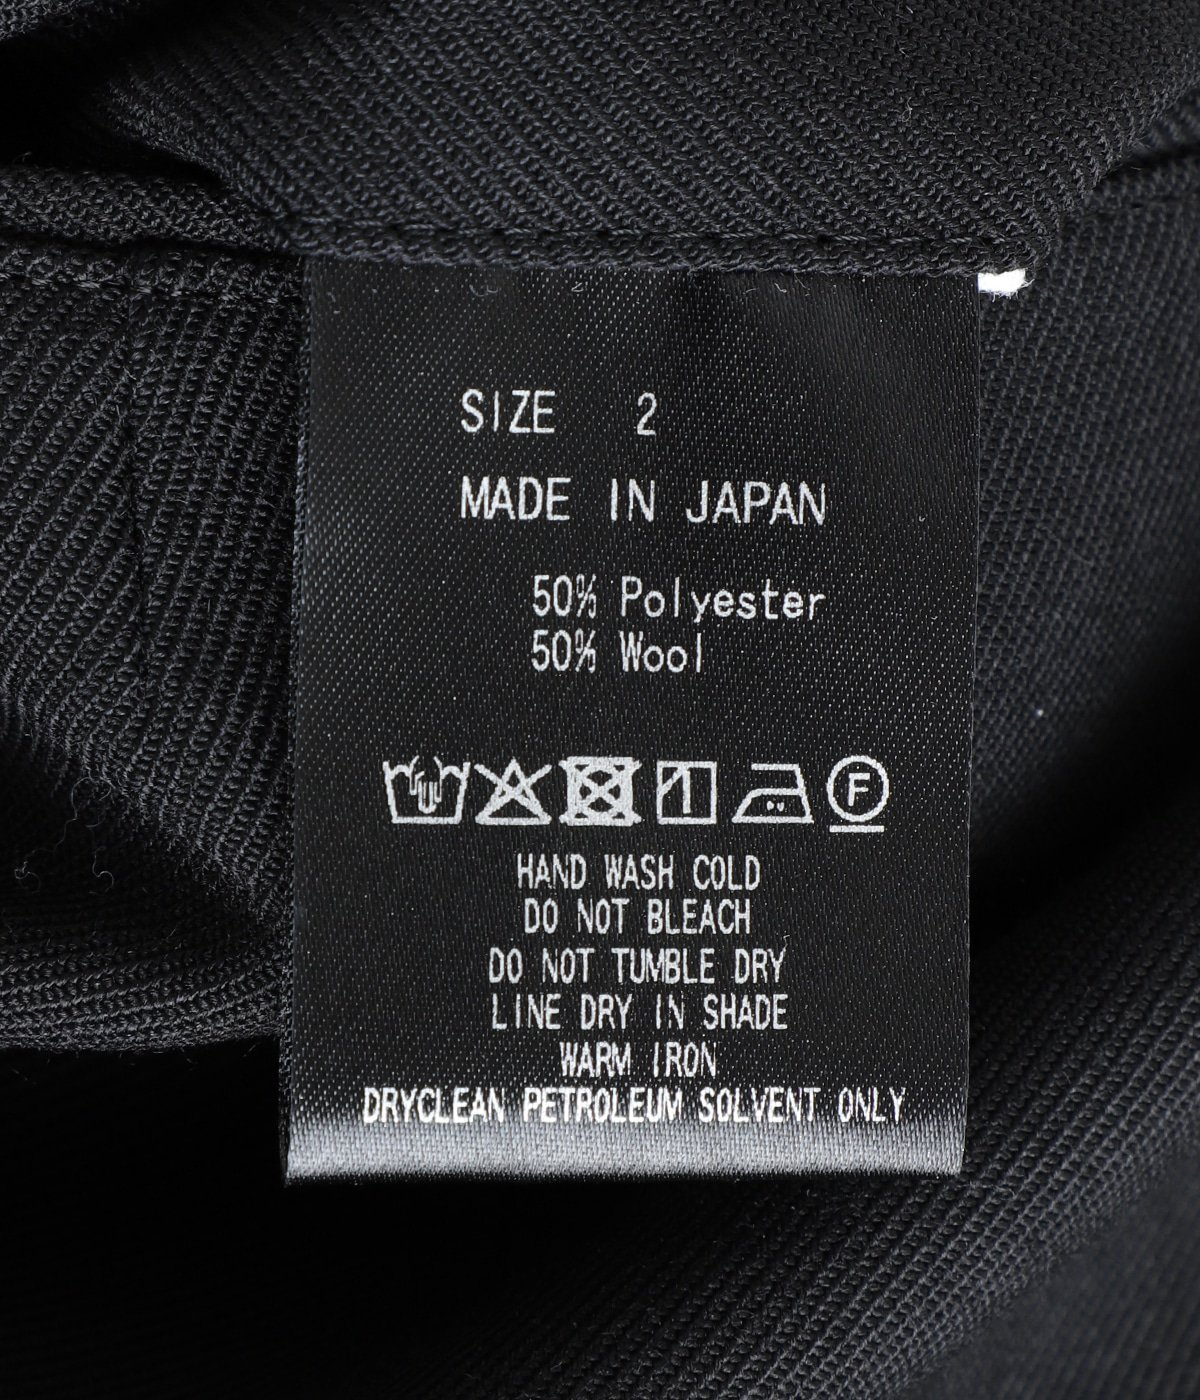 SIZE 2
MADE IN JAPAN
50% Polyester
50% Wool
F
HAND WASH COLD
DO NOT BLEACH
DO NOT TUMBLE DRY
LINE DRY IN SHADE
WARM IRON
DRYCLEAN PETROLEUM SOLVENT ONLY